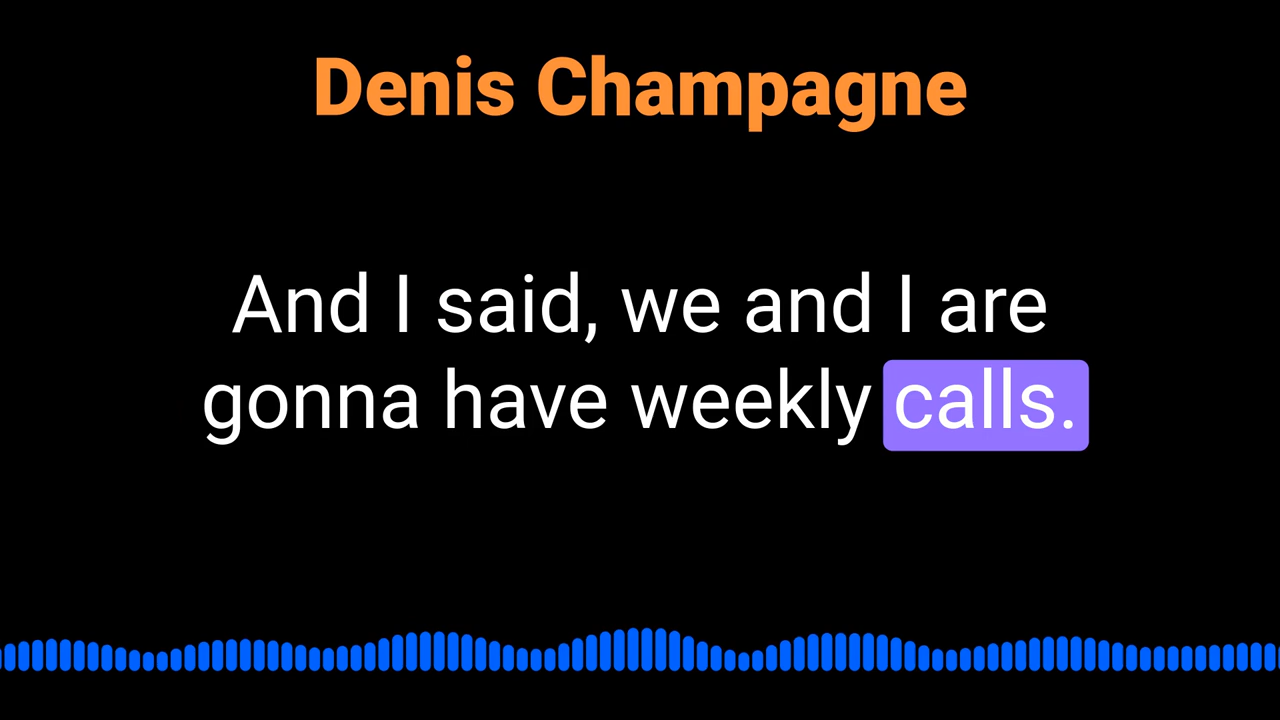 Denis Champagne
And I said, we and I are
gonna have weekly calls.